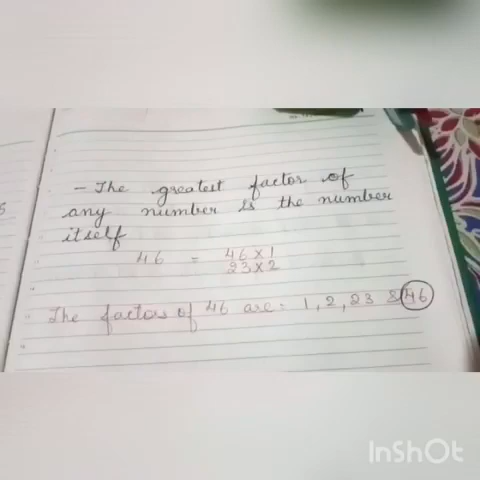 - The greatest factor of
any number is the number
itself
46 = 46 x 1
23 x 2
The factors of 46 are = 1, 2, 23 & 46
InShOt